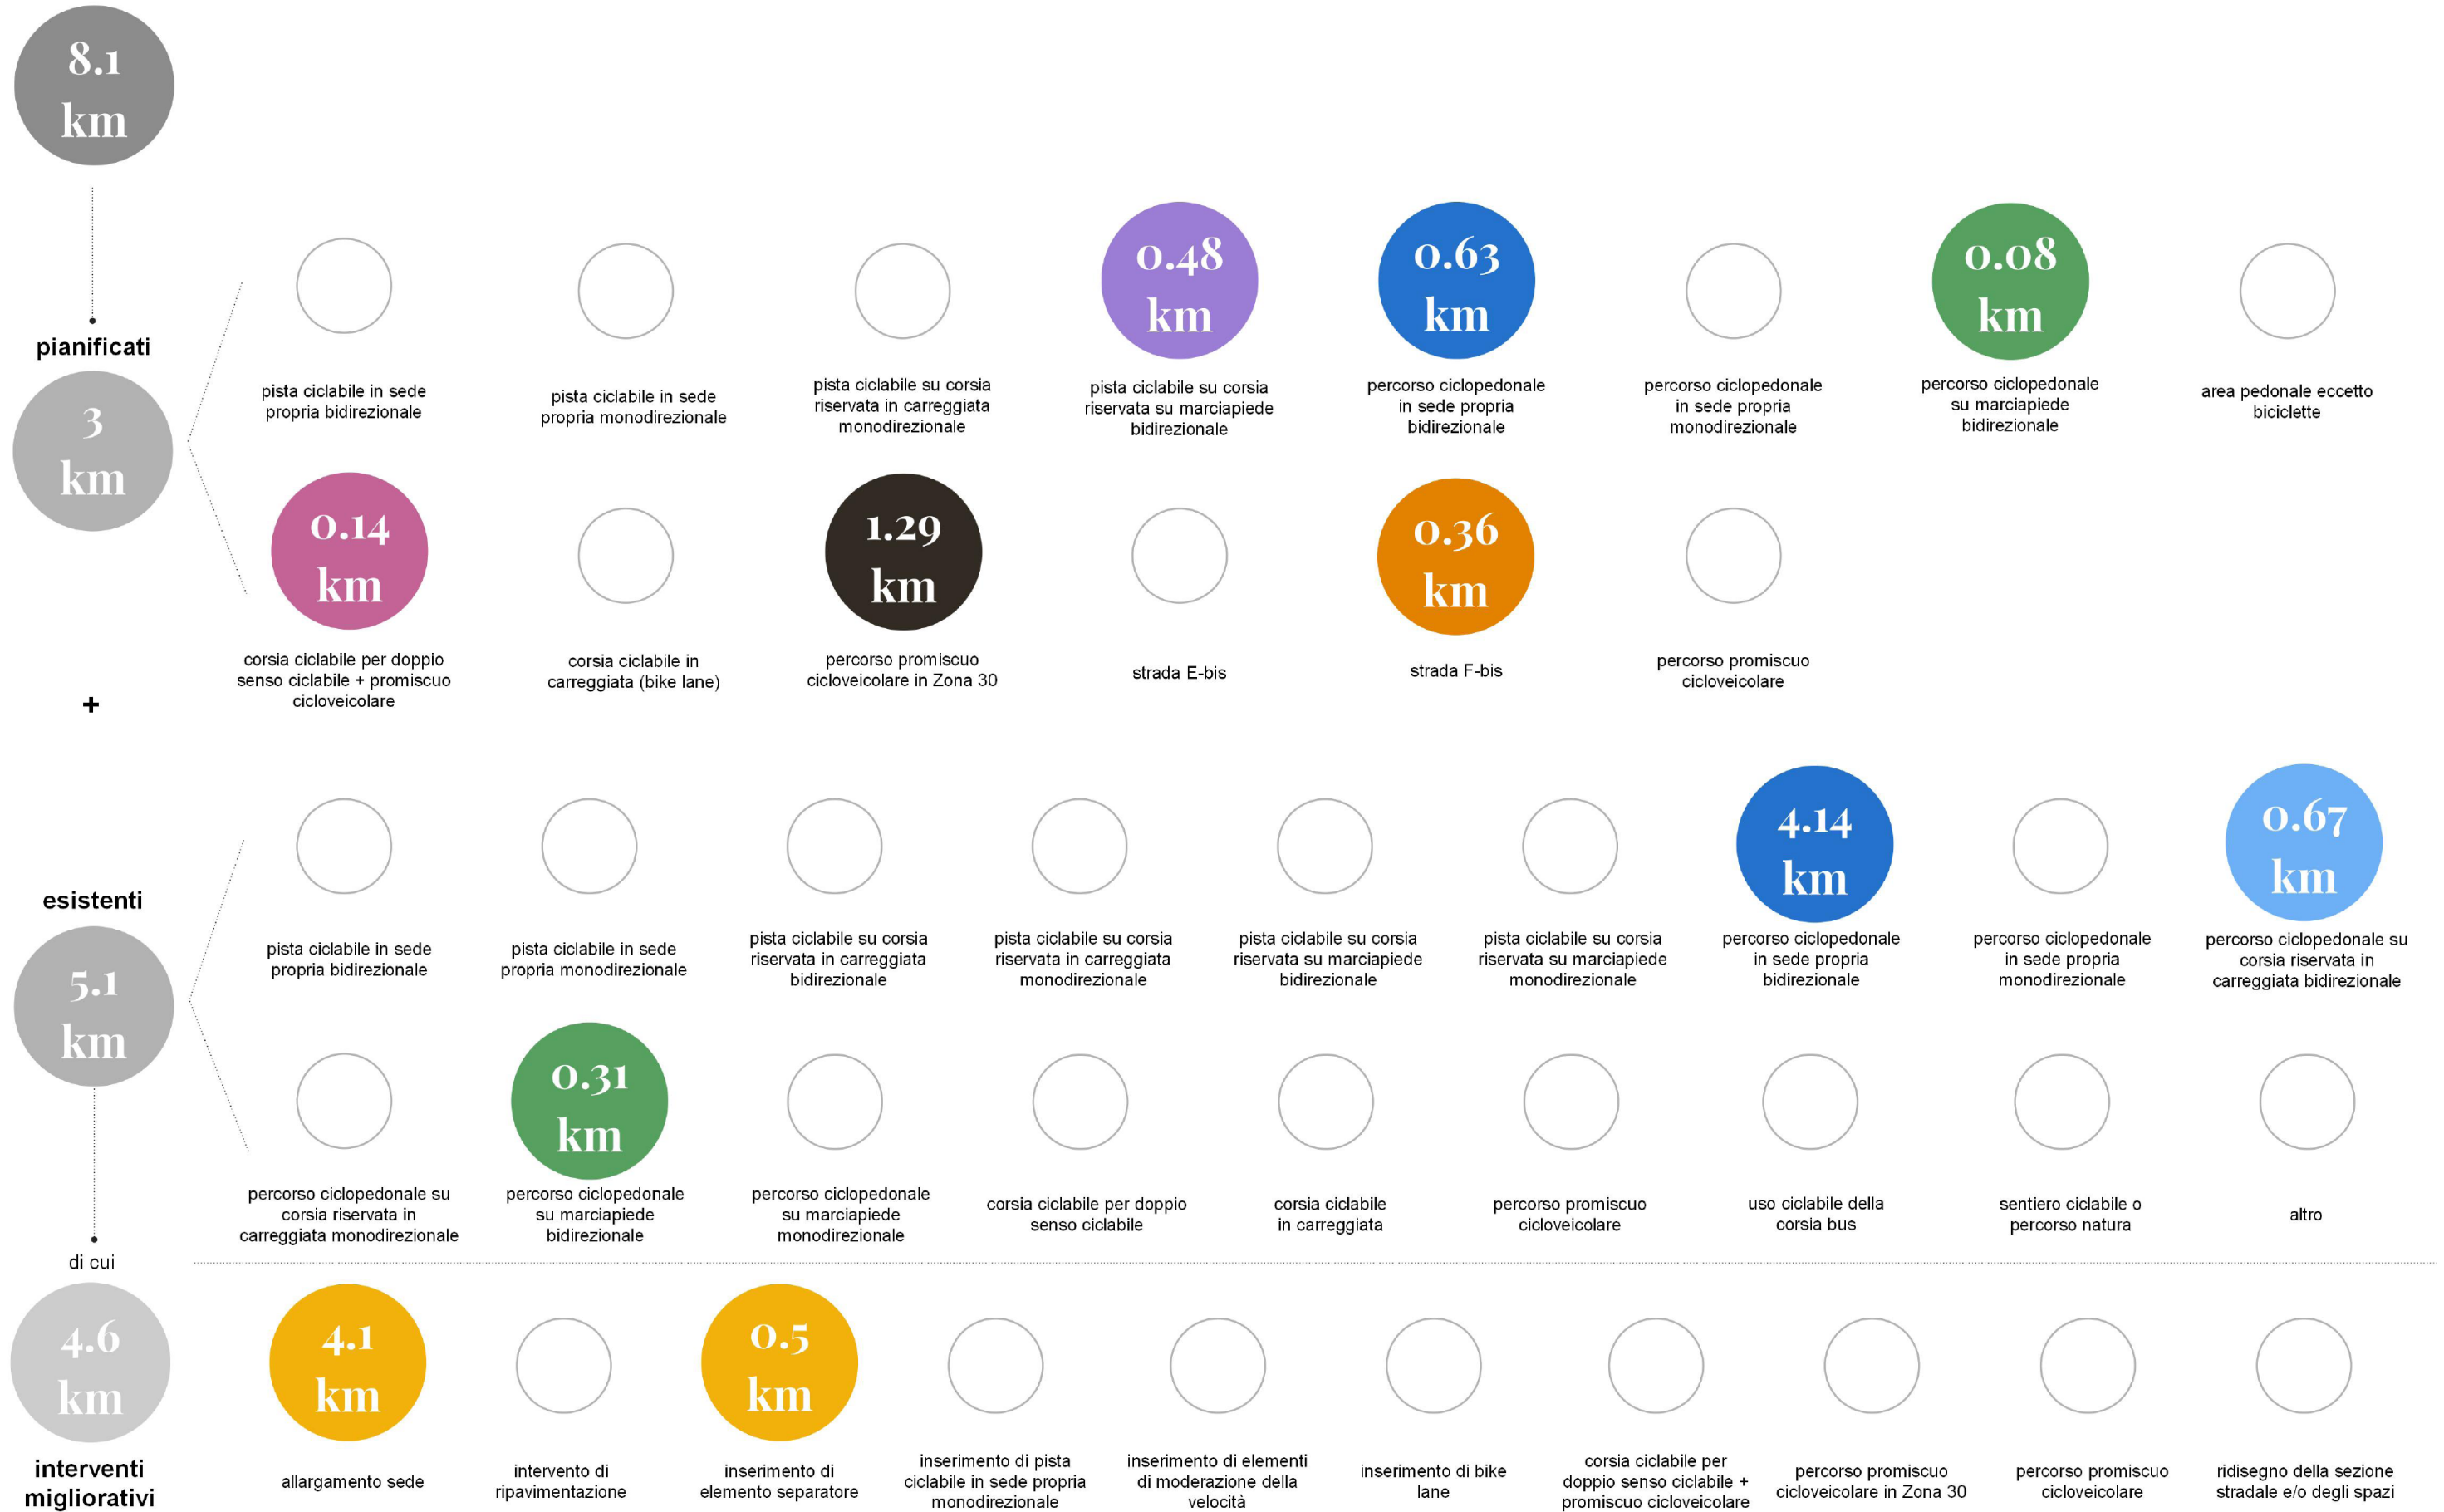 8.1
km
pianificati
3
km
0.48
km
0.63
km
0.08
km
pista ciclabile in sede
propria bidirezionale
pista ciclabile in sede
propria monodirezionale
pista ciclabile su corsia
riservata in carreggiata
monodirezionale
pista ciclabile su corsia
riservata su marciapiede
bidirezionale
percorso ciclopedonale
in sede propria
bidirezionale
percorso ciclopedonale
in sede propria
monodirezionale
percorso ciclopedonale
su marciapiede
bidirezionale
area pedonale eccetto
biciclette
0.14
km
1.29
km
0.36
km
corsia ciclabile per doppio
senso ciclabile + promiscuo
cicloveicolare
corsia ciclabile in
carreggiata (bike lane)
percorso promiscuo
cicloveicolare in Zona 30
strada E-bis
strada F-bis
percorso promiscuo
cicloveicolare
+
esistenti
5.1
km
4.14
km
0.67
km
pista ciclabile in sede
propria bidirezionale
pista ciclabile in sede
propria monodirezionale
pista ciclabile su corsia
riservata in carreggiata
bidirezionale
pista ciclabile su corsia
riservata in carreggiata
monodirezionale
pista ciclabile su corsia
riservata su marciapiede
bidirezionale
pista ciclabile su corsia
riservata su marciapiede
monodirezionale
percorso ciclopedonale
in sede propria
bidirezionale
percorso ciclopedonale
in sede propria
monodirezionale
percorso ciclopedonale su
corsia riservata in
carreggiata bidirezionale
0.31
km
percorso ciclopedonale su
corsia riservata in
carreggiata monodirezionale
percorso ciclopedonale
su marciapiede
bidirezionale
percorso ciclopedonale
su marciapiede
monodirezionale
corsia ciclabile per doppio
senso ciclabile
corsia ciclabile
in carreggiata
percorso promiscuo
cicloveicolare
uso ciclabile della
corsia bus
sentiero ciclabile o
percorso natura
altro
di cui
4.6
km
interventi
migliorativi
4.1
km
0.5
km
allargamento sede
intervento di
ripavimentazione
inserimento di
elemento separatore
inserimento di pista
ciclabile in sede propria
monodirezionale
inserimento di elementi
di moderazione della
velocità
inserimento di bike
lane
corsia ciclabile per
doppio senso ciclabile +
promiscuo cicloveicolare
percorso promiscuo
cicloveicolare in Zona 30
percorso promiscuo
cicloveicolare
ridisegno della sezione
stradale e/o degli spazi